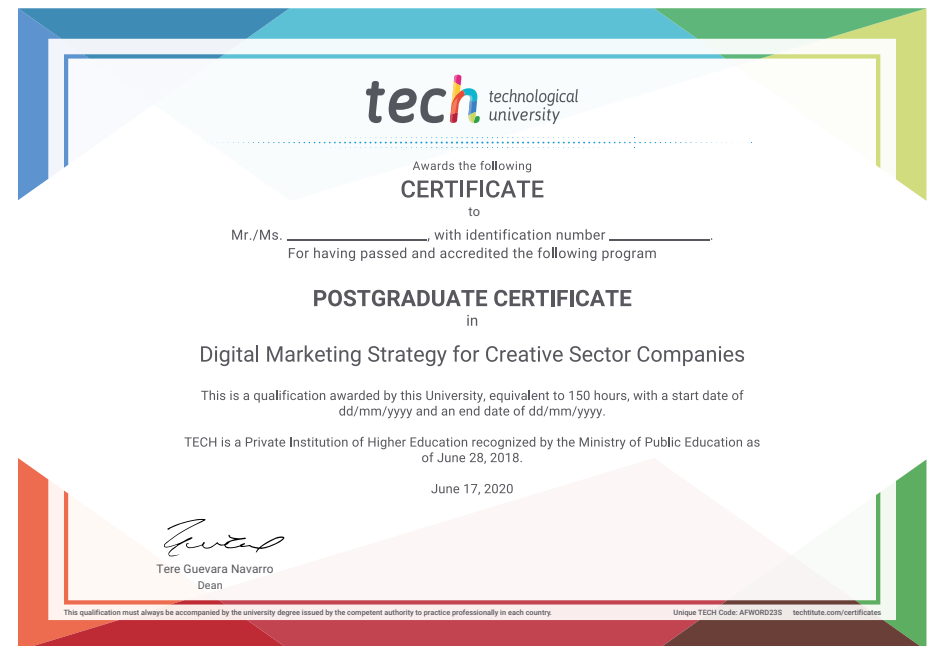 tech technological
university
Awards the following
CERTIFICATE
to
Mr./Ms. ____________________, with identification number ______________.
For having passed and accredited the following program
POSTGRADUATE CERTIFICATE
in
Digital Marketing Strategy for Creative Sector Companies
This is a qualification awarded by this University, equivalent to 150 hours, with a start date of
dd/mm/yyyy and an end date of dd/mm/yyyy.
TECH is a Private Institution of Higher Education recognized by the Ministry of Public Education as
of June 28, 2018.
June 17, 2020
Tere Guevara Navarro
Dean
This qualification must always be accompanied by the university degree issued by the competent authority to practice professionally in each country. Unique TECH Code: AFWORD23S techtitute.com/certificates